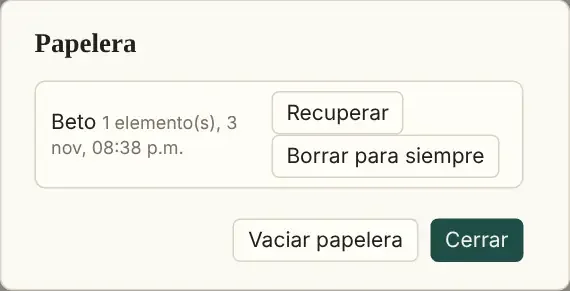 Papelera
Beto 1 elemento(s), 3
nov, 08:38 p.m.
Recuperar
Borrar para siempre
Vaciar papelera
Cerrar